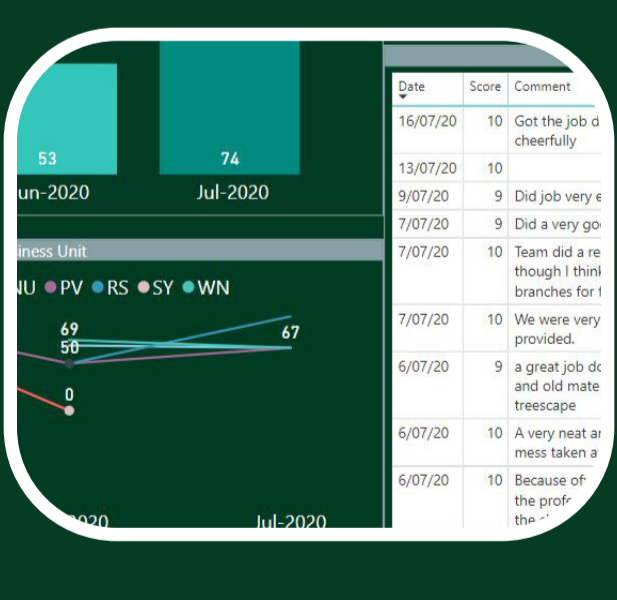 53
74
un-2020
Jul-2020
iness Unit
NU PV RS SY WN
69
50
67
0
020
Jul-2020
Date Score Comment
16/07/20 10 Got the job d
cheerfully
13/07/20 10
9/07/20 9 Did job very e
7/07/20 9 Did a very go
7/07/20 10 Team did a re
though I think
branches for
7/07/20 10 We were very
provided.
6/07/20 9 a great job do
and old mate
treescape
6/07/20 10 A very neat an
mess taken a
6/07/20 10 Because of
the profe
the